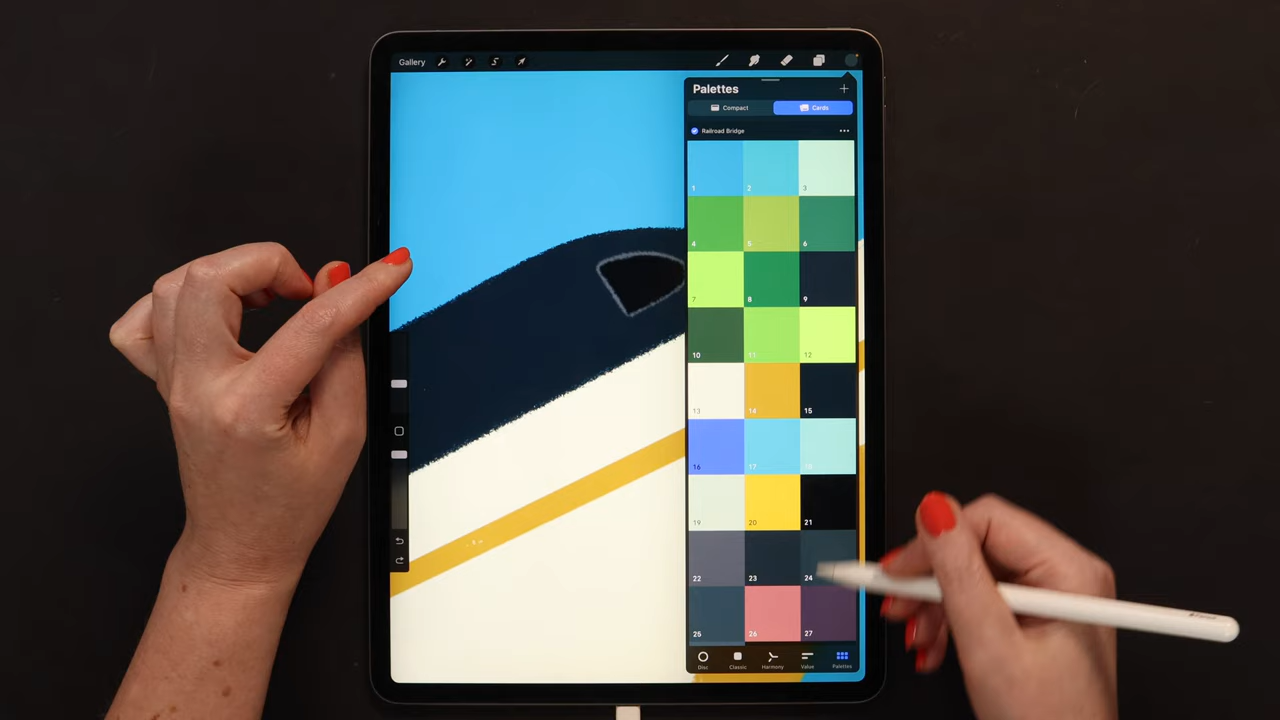 Gallery
Palettes
Compact
Cards
Railroad Bridge
1 2 3
4 5 6
7 8 9
10 11 12
13 14 15
16 17 18
19 20 21
22 23 24
25 26 27
Disc Classic Harmony Value Palettes